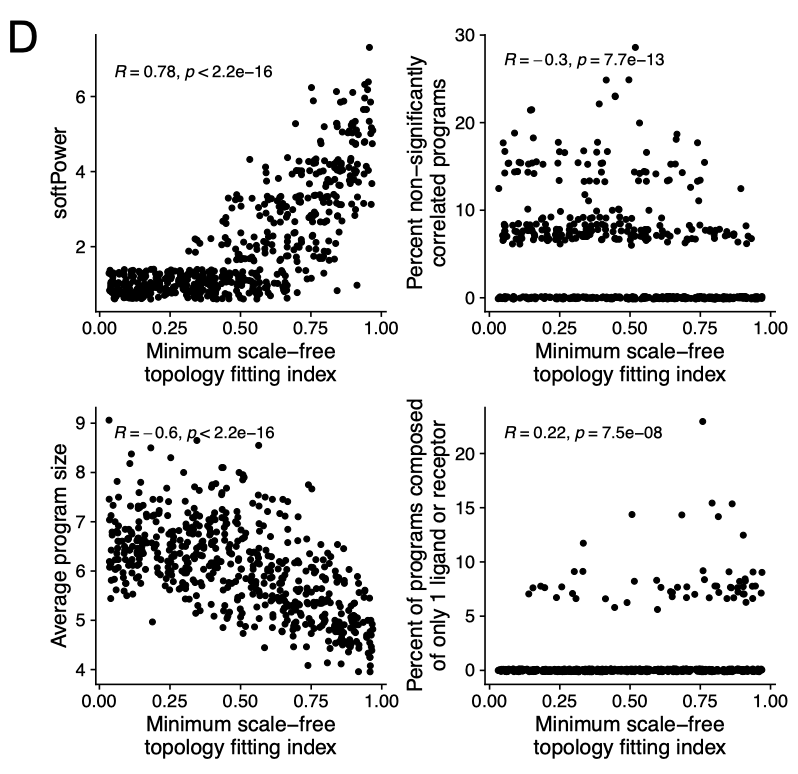 D
R = 0.78, p < 2.2e−16
softPower
6
4
2
0.00 0.25 0.50 0.75 1.00
Minimum scale−free
topology fitting index
R = −0.3, p = 7.7e−13
Percent non−significantly
correlated programs
30
20
10
0
0.00 0.25 0.50 0.75 1.00
Minimum scale−free
topology fitting index
R = −0.6, p < 2.2e−16
Average program size
9
8
7
6
5
4
0.00 0.25 0.50 0.75 1.00
Minimum scale−free
topology fitting index
R = 0.22, p = 7.5e−08
Percent of programs composed
of only 1 ligand or receptor
20
15
10
5
0
0.00 0.25 0.50 0.75 1.00
Minimum scale−free
topology fitting index